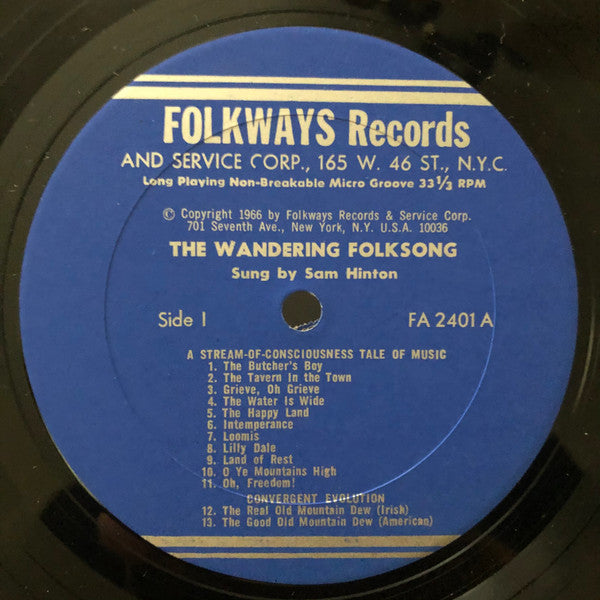 FOLKWAYS Records
AND SERVICE CORP., 165 W. 46 ST., N.Y.C.
Long Playing Non-Breakable Micro Groove 33 1/3 RPM
© Copyright 1966 by Folkways Records & Service Corp.
701 Seventh Ave., New York, N.Y. U.S.A. 10036
THE WANDERING FOLKSONG
Sung by Sam Hinton
Side I FA 2401 A
A STREAM-OF-CONSCIOUSNESS TALE OF MUSIC
1. The Butcher's Boy
2. The Tavern In the Town
3. Grieve, Oh Grieve
4. The Water Is Wide
5. The Happy Land
6. Intemperance
7. Loomis
8. Lilly Dale
9. Land of Rest
10. O Ye Mountains High
11. Oh, Freedom!
CONVERGENT EVOLUTION
12. The Real Old Mountain Dew (Irish)
13. The Good Old Mountain Dew (American)